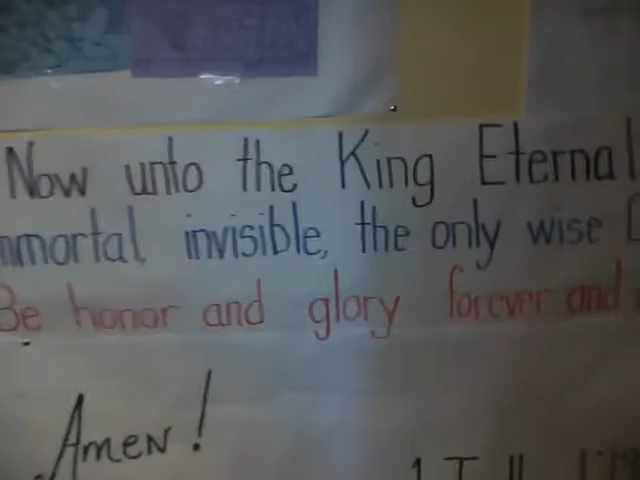 Now unto the King Eternal
mmortal, invisible, the only wise
Be honor and glory forever and
Amen!